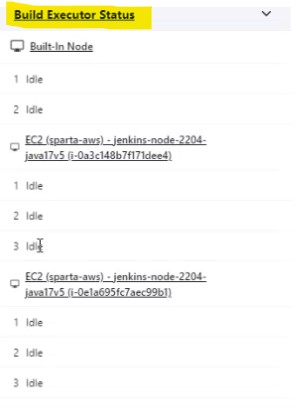 Build Executor Status
Built-In Node
1 Idle
2 Idle
EC2 (sparta-aws) - jenkins-node-2204-
java17v5 (i-0a3c148b7f171dee4)
1 Idle
2 Idle
3 Idle
EC2 (sparta-aws) - jenkins-node-2204-
java17v5 (i-0e1a695fc7aec99b1)
1 Idle
2 Idle
3 Idle